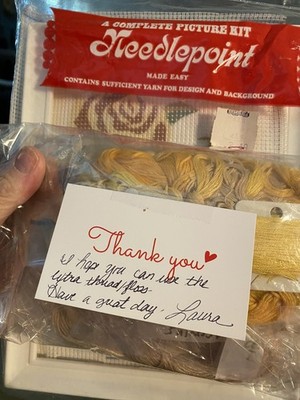 A COMPLETE PICTURE KIT
Needlepoint
MADE EASY
CONTAINS SUFFICIENT YARN FOR DESIGN AND BACKGROUND
Thank you
I hope you can use the
extra thread/floss.
Have a great day. Laura